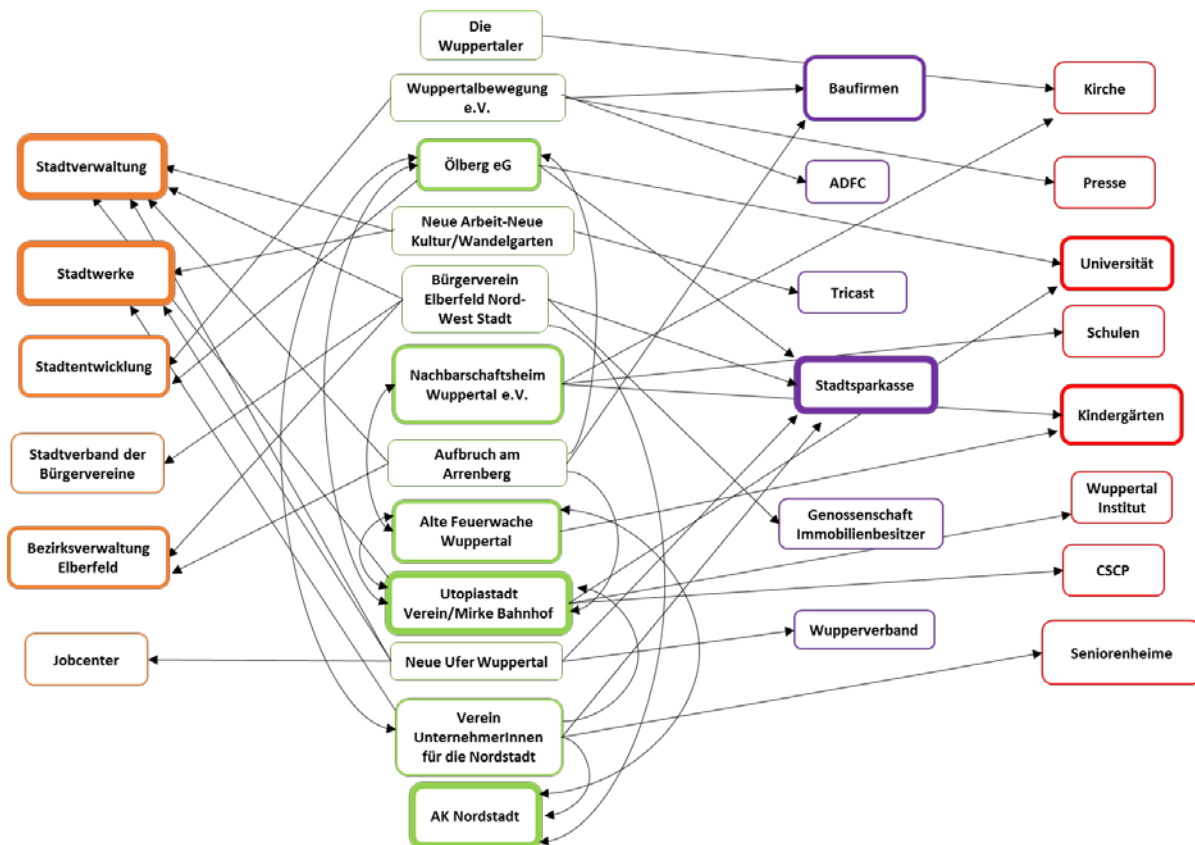 Die
Wuppertaler
Wuppertalbewegung
e.V.
Baufirmen
Kirche
Stadtverwaltung
Ölberg eG
ADFC
Presse
Neue Arbeit-Neue
Kultur/Wandelgarten
Stadtwerke
Universität
Bürgerverein
Elberfeld Nord-
West Stadt
Tricast
Schulen
Stadtentwicklung
Nachbarschaftsheim
Wuppertal e.V.
Stadtsparkasse
Kindergärten
Stadtverband der
Bürgervereine
Aufbruch am
Arrenberg
Wuppertal
Institut
Alte Feuerwache
Wuppertal
Genossenschaft
Immobilienbesitzer
Bezirksverwaltung
Elberfeld
CSCP
Utopiastadt
Verein/Mirke Bahnhof
Wupperverband
Jobcenter
Neue Ufer Wuppertal
Seniorenheime
Verein
UnternehmerInnen
für die Nordstadt
AK Nordstadt